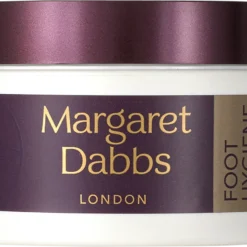 Margaret
Dabbs
LONDON
FOOT
HYGIENE